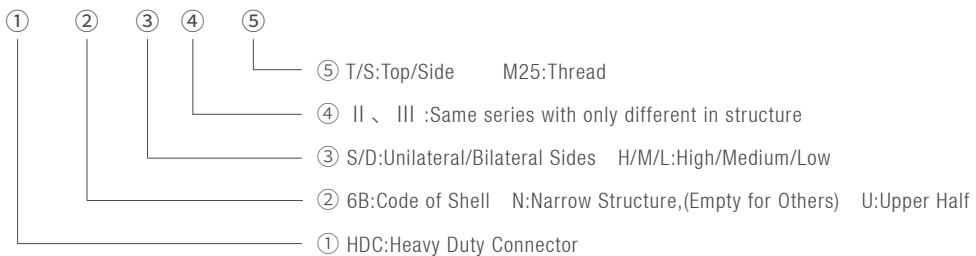 ① ② ③ ④ ⑤
⑤ T/S:Top/Side M25:Thread
④ Ⅱ、Ⅲ :Same series with only different in structure
③ S/D:Unilateral/Bilateral Sides H/M/L:High/Medium/Low
② 6B:Code of Shell N:Narrow Structure,(Empty for Others) U:Upper Half
① HDC:Heavy Duty Connector